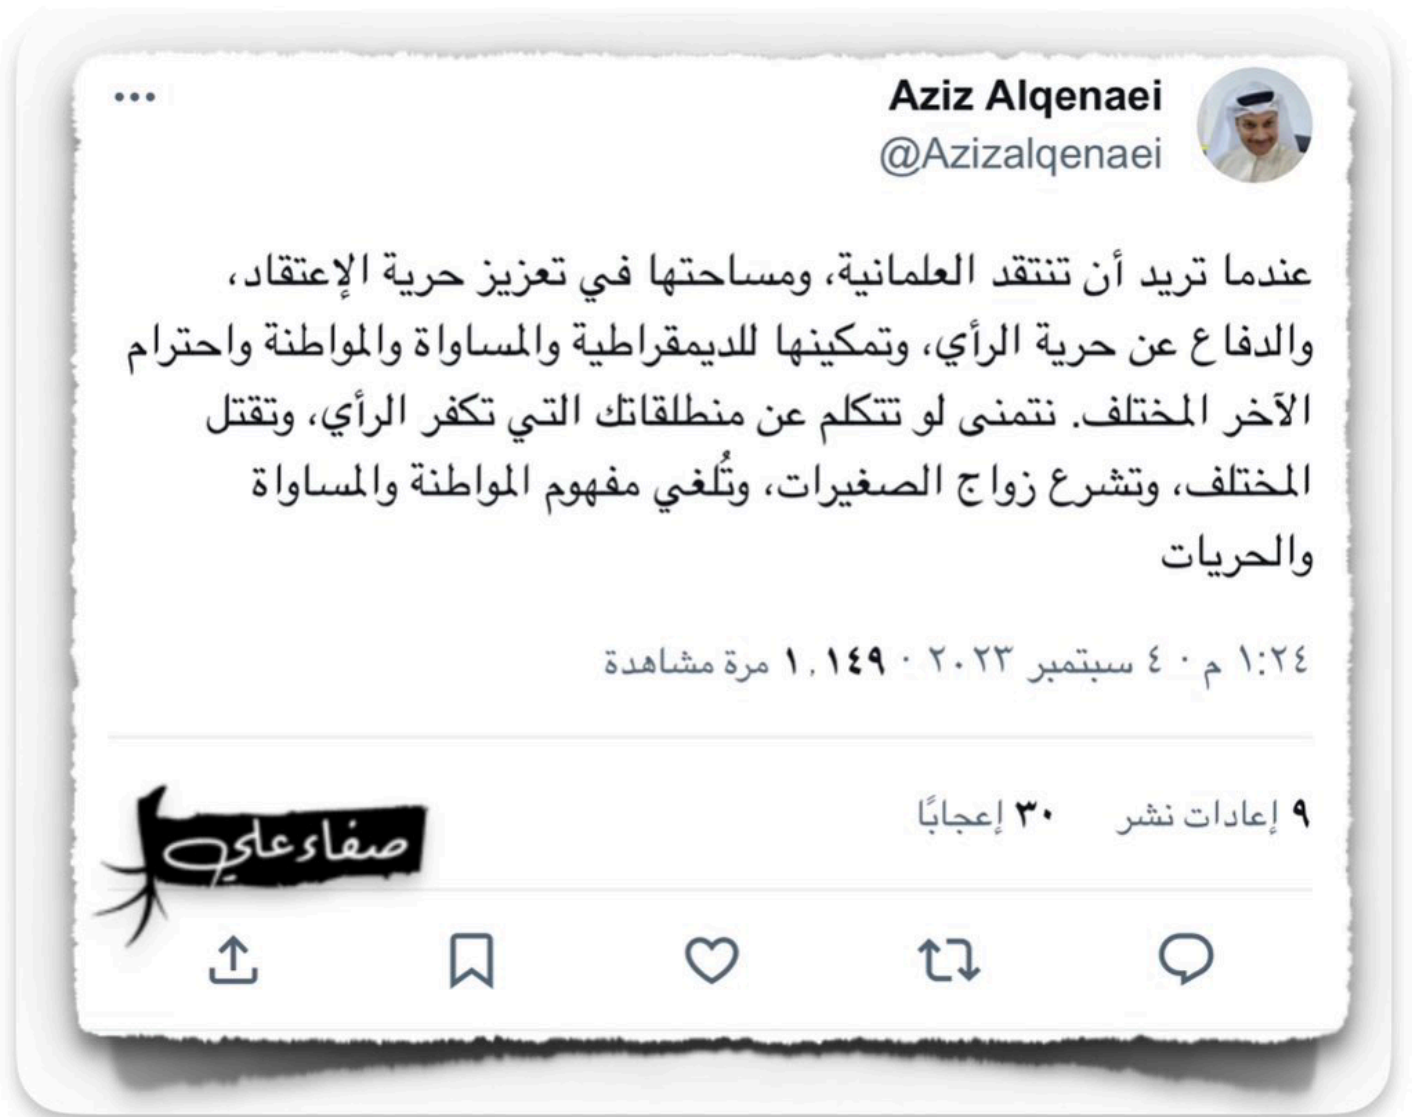 Aziz Alqenaei
@Azizalqenaei
عندما تريد أن تنتقد العلمانية، ومساحتها في تعزيز حرية الإعتقاد،
والدفاع عن حرية الرأي، وتمكينها للديمقراطية والمساواة والمواطنة واحترام
الآخر المختلف. نتمنى لو تتكلم عن منطلقاتك التي تكفر الرأي، وتقتل
المختلف، وتشرع زواج الصغيرات، وتُلغي مفهوم المواطنة والمساواة
والحريات
١:٢٤ م · ٤ سبتمبر ٢٠٢٣ · ١,١٤٩ مرة مشاهدة
٩ إعادات نشر ٣٠ إعجابًا
صفاء علي